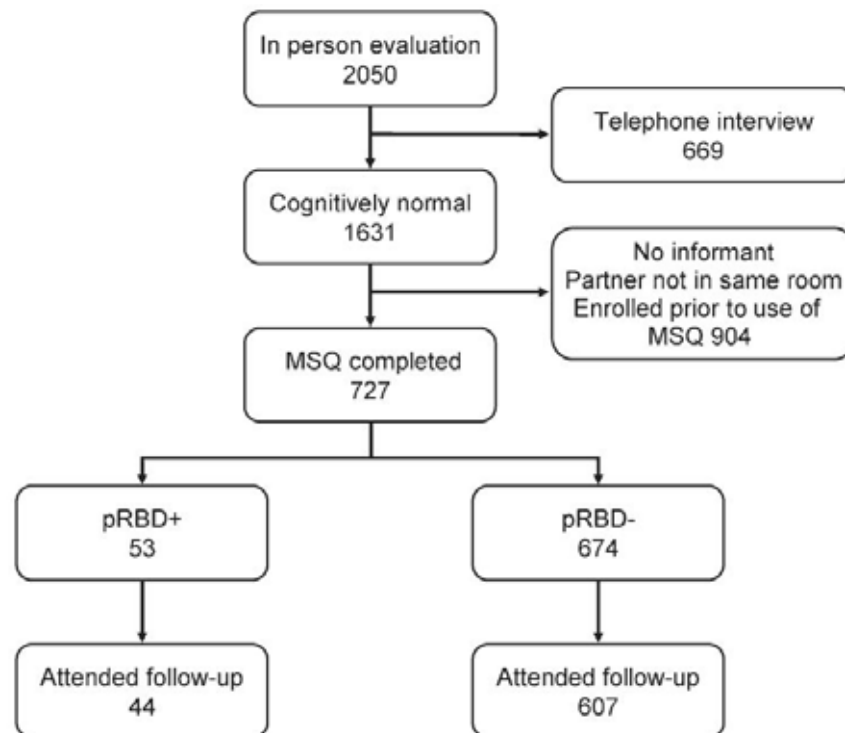 In person evaluation
2050
Telephone interview
669
Cognitively normal
1631
No informant
Partner not in same room
Enrolled prior to use of
MSQ 904
MSQ completed
727
pRBD+
53
pRBD-
674
Attended follow-up
44
Attended follow-up
607